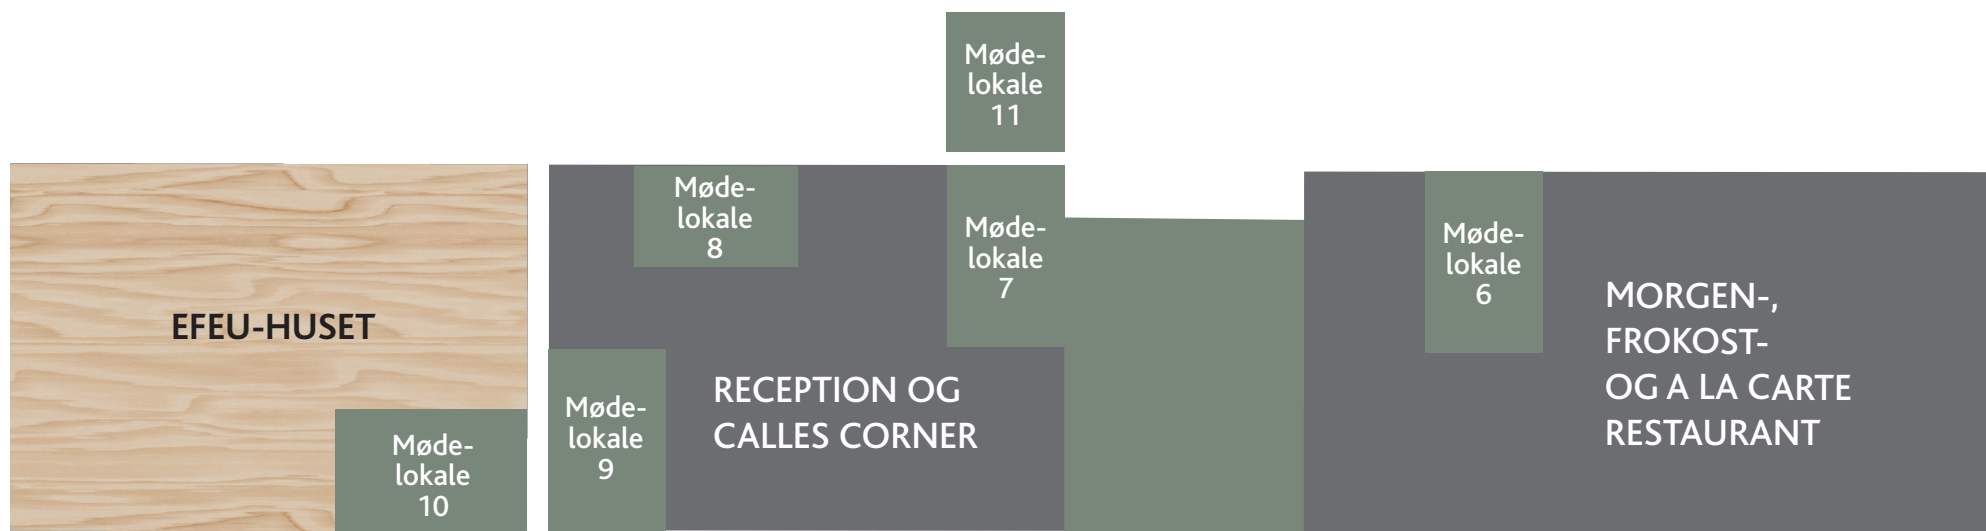 Møde-
lokale
11
EFEU-HUSET
Møde-
lokale
10
Møde-
lokale
8
Møde-
lokale
9
RECEPTION OG
CALLES CORNER
Møde-
lokale
7
Møde-
lokale
6
MORGEN-,
FROKOST-
OG A LA CARTE
RESTAURANT